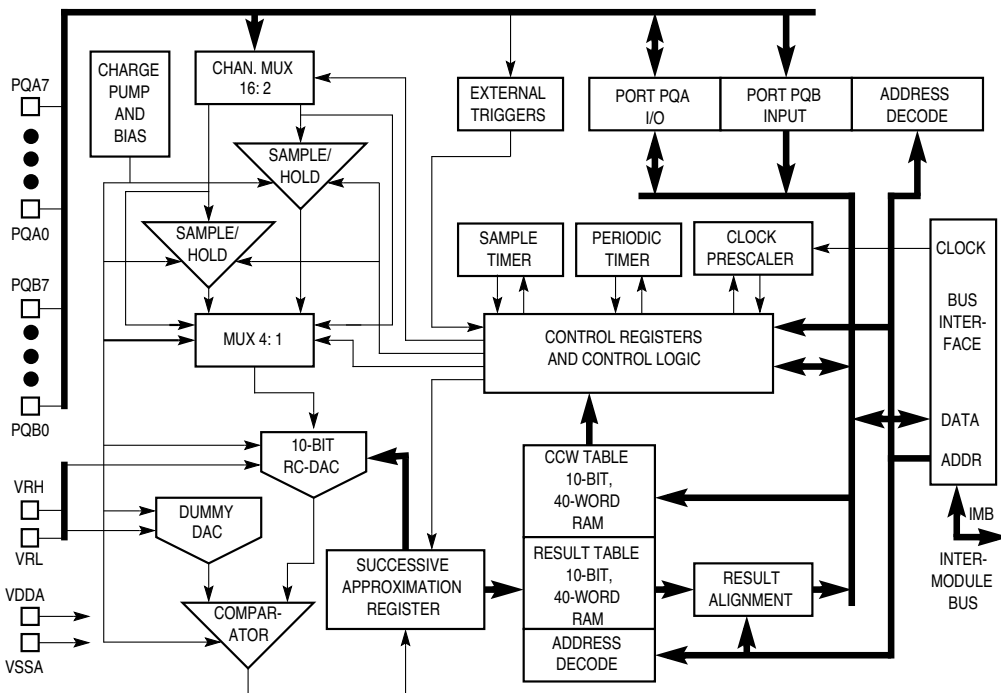 PQA7
PQA0
PQB7
PQB0
VRH
VRL
VDDA
VSSA
CHARGE
PUMP
AND
BIAS
CHAN. MUX
16: 2
SAMPLE/
HOLD
SAMPLE/
HOLD
MUX 4: 1
10-BIT
RC-DAC
DUMMY
DAC
COMPAR-
ATOR
EXTERNAL
TRIGGERS
PORT PQA
I/O
PORT PQB
INPUT
ADDRESS
DECODE
SAMPLE
TIMER
PERIODIC
TIMER
CLOCK
PRESCALER
CONTROL REGISTERS
AND CONTROL LOGIC
CCW TABLE
10-BIT,
40-WORD
RAM
RESULT TABLE
10-BIT,
40-WORD
RAM
ADDRESS
DECODE
SUCCESSIVE
APPROXIMATION
REGISTER
RESULT
ALIGNMENT
CLOCK
BUS
INTER-
FACE
DATA
ADDR
IMB
INTER-
MODULE
BUS